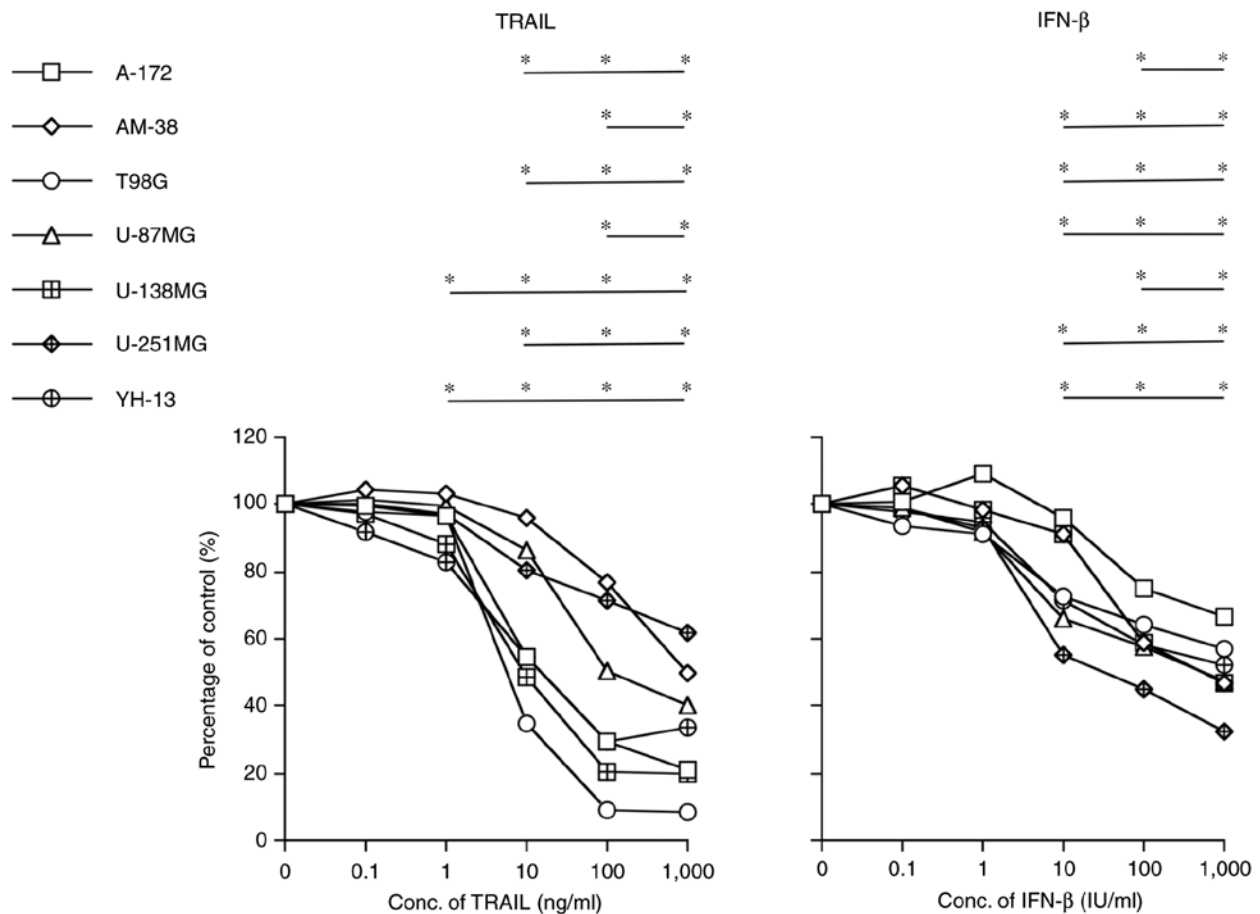 TRAIL IFN-β
A-172 * * * * *
AM-38 * * * * *
T98G * * * * * *
U-87MG * * * * *
U-138MG * * * * * *
U-251MG * * * * * *
YH-13 * * * * * * *
Percentage of control (%)
120
100
80
60
40
20
0
0 0.1 1 10 100 1,000 0 0.1 1 10 100 1,000
Conc. of TRAIL (ng/ml) Conc. of IFN-β (IU/ml)